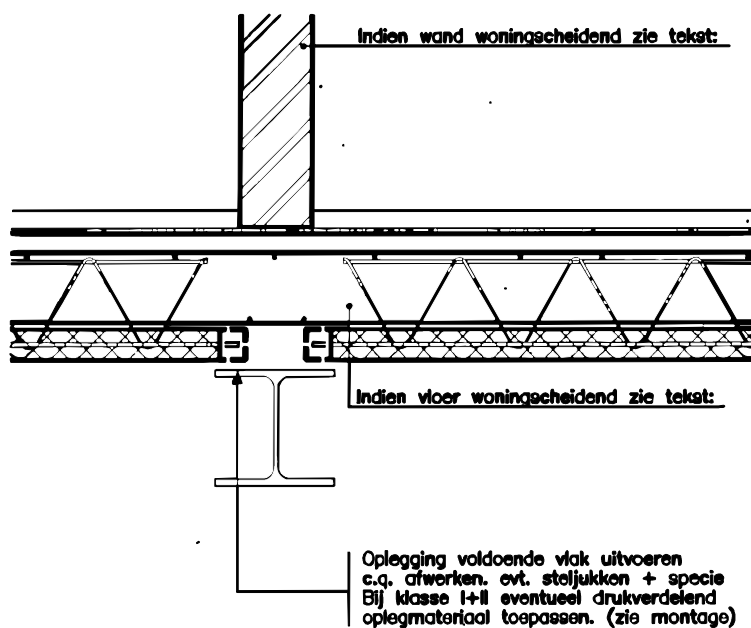 Indien wand woningscheidend zie tekst:
Indien vloer woningscheidend zie tekst:
Oplegging voldoende vlak uitvoeren
c.q. afwerken. evt. steljukken + specie
Bij klasse I+II eventueel drukverdelend
oplegmateriaal toepassen. (zie montage)